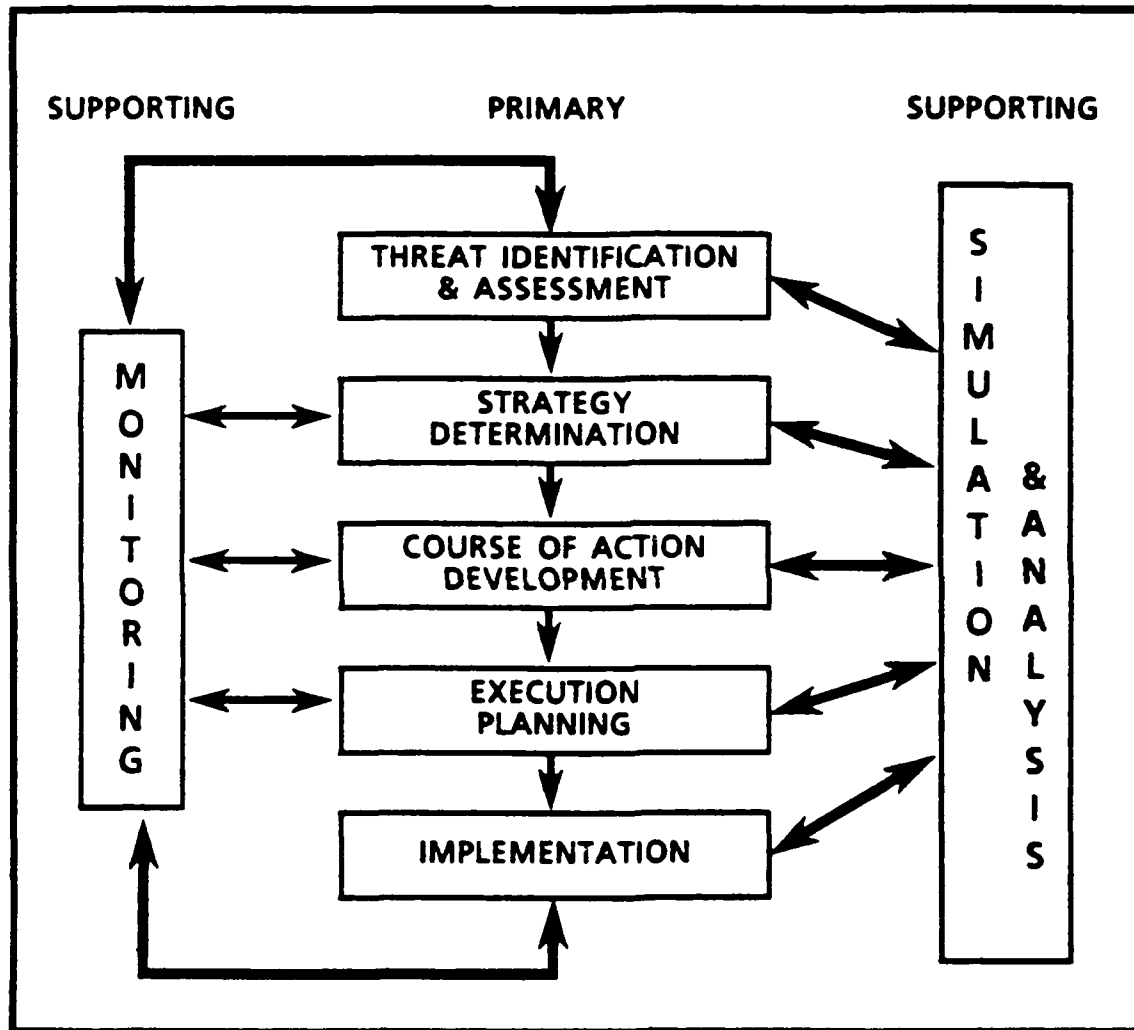 SUPPORTING PRIMARY SUPPORTING
THREAT IDENTIFICATION
& ASSESSMENT
STRATEGY
DETERMINATION
COURSE OF ACTION
DEVELOPMENT
EXECUTION
PLANNING
IMPLEMENTATION
MONITORING
SIMULATION
& ANALYSIS